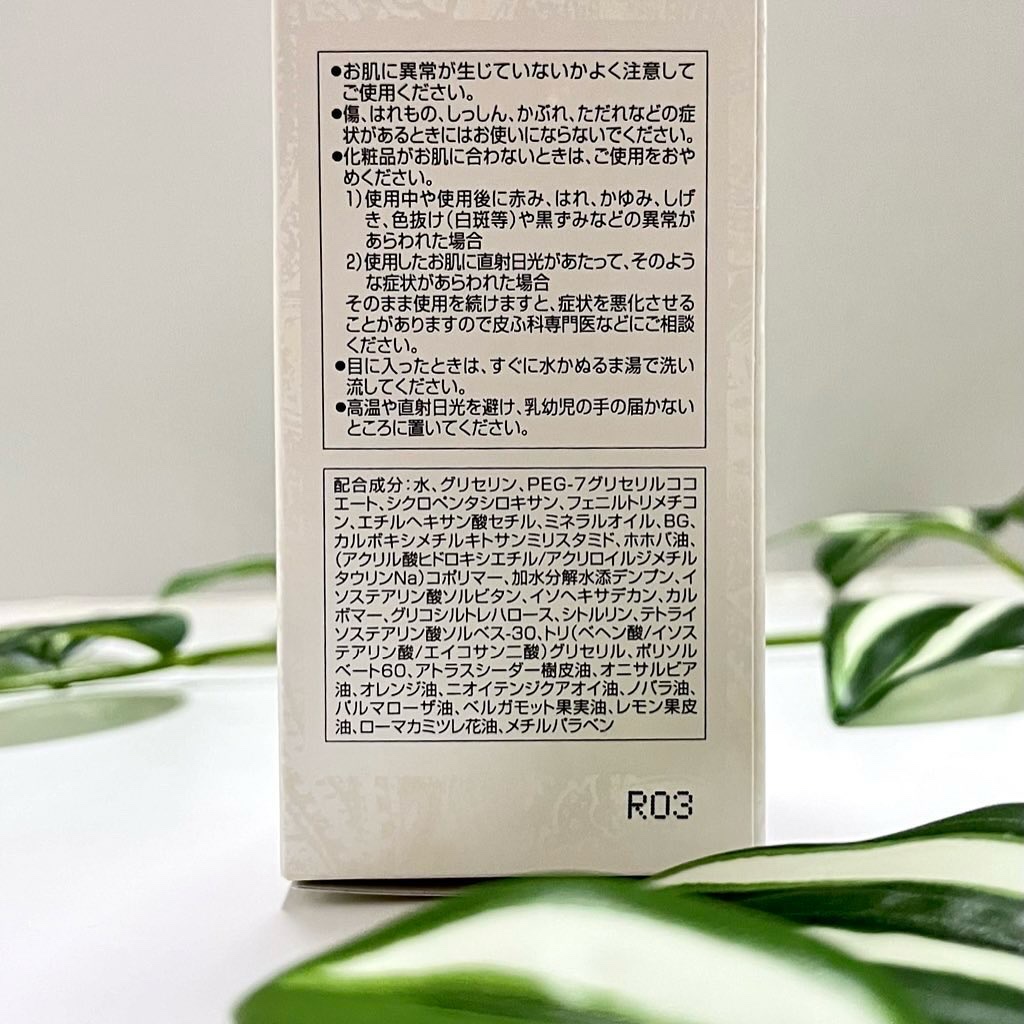 ●お肌に異常が生じていないかよく注意して
ご使用ください。
●傷、はれもの、しっしん、かぶれ、ただれなどの症
状があるときにはお使いにならないでください。
●化粧品がお肌に合わないときは、ご使用をおや
めください。
1)使用中や使用後に赤み、はれ、かゆみ、しげ
き、色抜け(白斑等)や黒ずみなどの異常が
あらわれた場合
2)使用したお肌に直射日光があたって、そのよう
な症状があらわれた場合
そのまま使用を続けますと、症状を悪化させる
ことがありますので皮ふ科専門医などにご相談
ください。
●目に入ったときは、すぐに水かぬるま湯で洗い
流してください。
●高温や直射日光を避け、乳幼児の手の届かない
ところに置いてください。
配合成分:水、グリセリン、PEG-7グリセリルココ
エート、シクロペンタシロキサン、フェニルトリメチコ
ン、エチルヘキサン酸セチル、ミネラルオイル、BG、
カルボキシメチルキトサンミリスタミド、ホホバ油、
(アクリル酸ヒドロキシエチル/アクリロイルジメチル
タウリンNa)コポリマー、加水分解水添デンプン、イ
ソステアリン酸ソルビタン、イソヘキサデカン、カル
ボマー、グリコシルトレハロース、シトルリン、テトライ
ソステアリン酸ソルベス-30、トリ(ベヘン酸/イソス
テアリン酸/エイコサン二酸)グリセリル、ポリソル
ベート60、アトラスシーダー樹皮油、オニサルビア
油、オレンジ油、ニオイテンジクアオイ油、ノバラ油、
パルマローザ油、ベルガモット果実油、レモン果皮
油、ローマカミツレ花油、メチルパラベン
R03